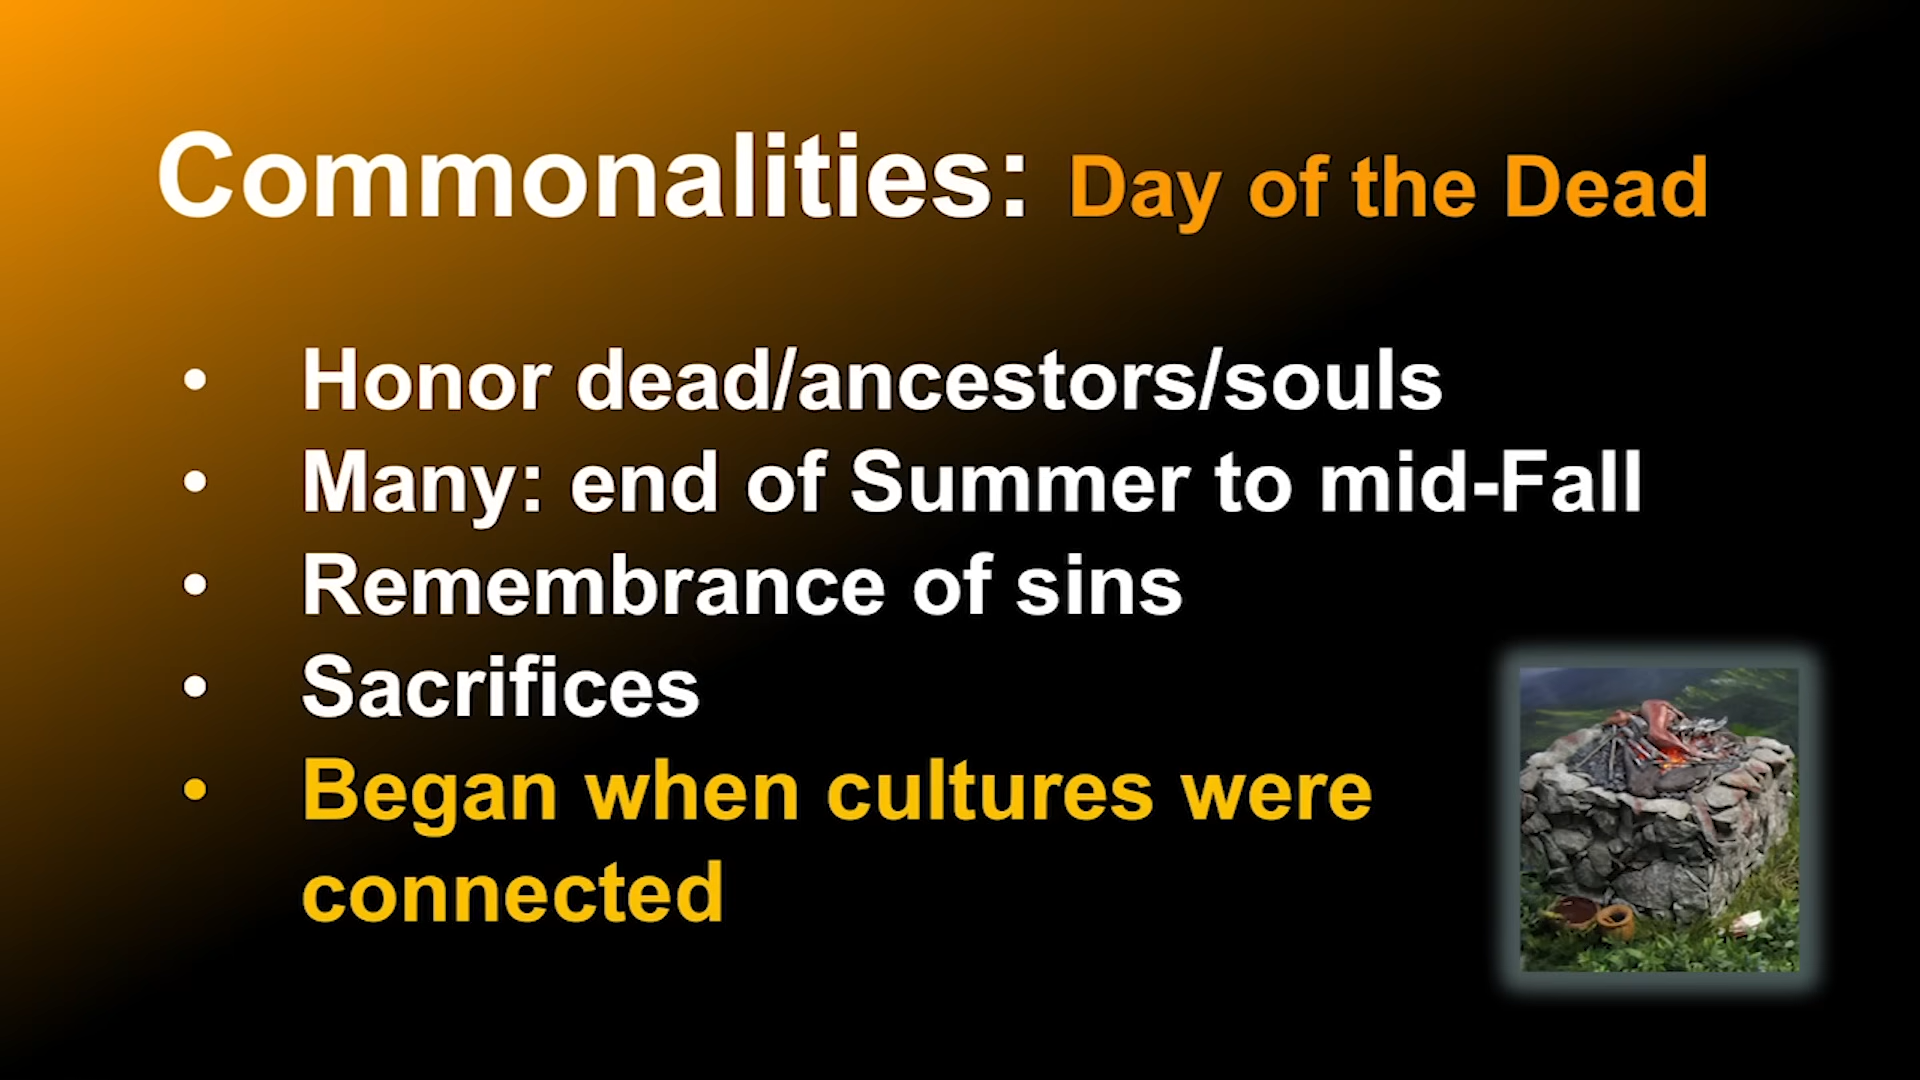 Commonalities: Day of the Dead
• Honor dead/ancestors/souls
• Many: end of Summer to mid-Fall
• Remembrance of sins
• Sacrifices
• Began when cultures were
connected